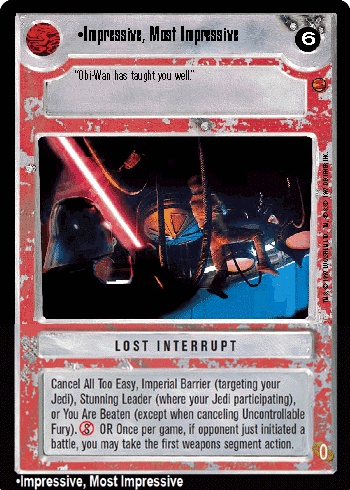 •Impressive, Most Impressive
6
"Obi-Wan has taught you well."
LOST INTERRUPT
Cancel All Too Easy, Imperial Barrier (targeting your
Jedi), Stunning Leader (where your Jedi participating),
or You Are Beaten (except when canceling Uncontrollable
Fury). S OR Once per game, if opponent just initiated
a battle, you may take the first weapons segment action.
0
•Impressive, Most Impressive